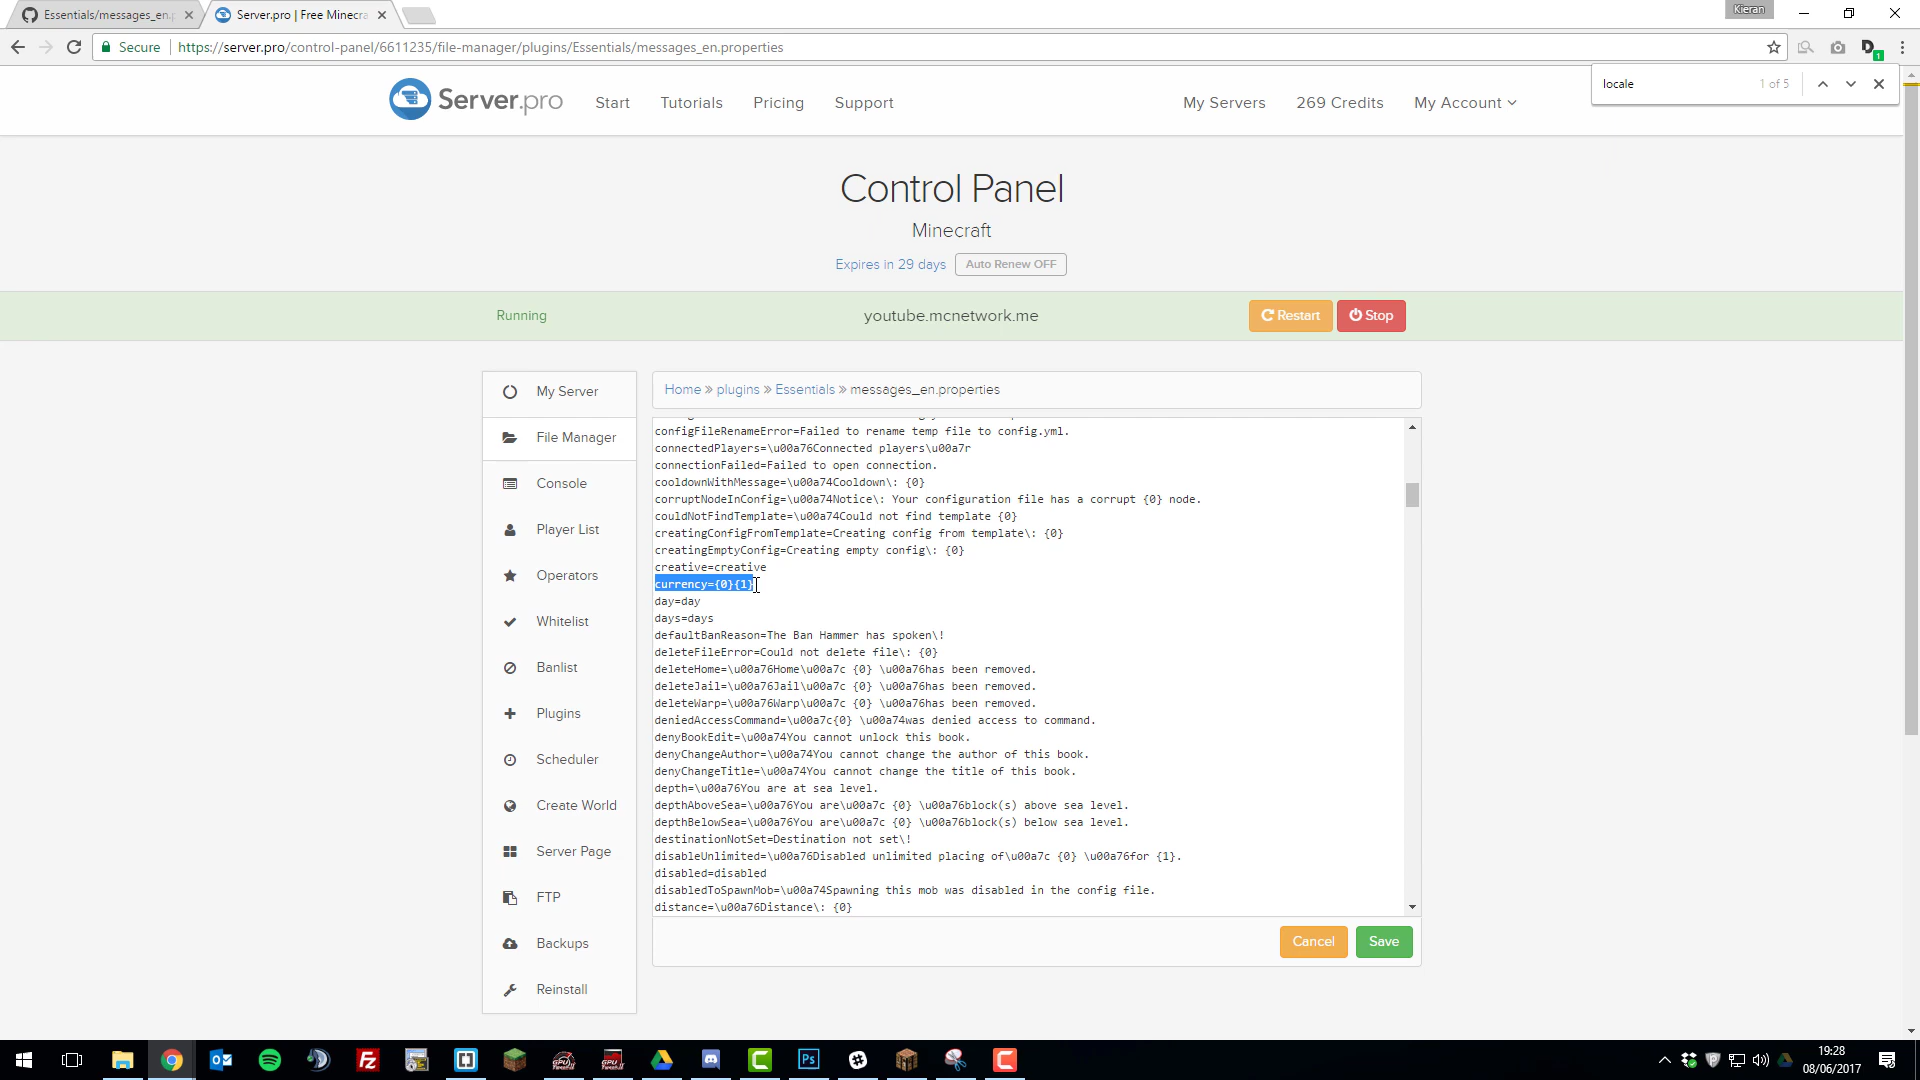 Essentials/messages_en.p
Server.pro | Free Minecra
Kieran
Secure
https://server.pro/control-panel/6611235/file-manager/plugins/Essentials/messages_en.properties
locale
1 of 5
Server.pro
Start
Tutorials
Pricing
Support
My Servers
269 Credits
My Account
Control Panel
Minecraft
Expires in 29 days
Auto Renew OFF
Running
youtube.mcnetwork.me
Restart
Stop
My Server
File Manager
Console
Player List
Operators
Whitelist
Banlist
Plugins
Scheduler
Create World
Server Page
FTP
Backups
Reinstall
Home » plugins » Essentials » messages_en.properties
configFileRenameError=Failed to rename temp file to config.yml.
connectedPlayers=\u00a76Connected players\u00a7r
connectionFailed=Failed to open connection.
cooldownWithMessage=\u00a74Cooldown\: {0}
corruptNodeInConfig=\u00a74Notice\: Your configuration file has a corrupt {0} node.
couldNotFindTemplate=\u00a74Could not find template {0}
creatingConfigFromTemplate=Creating config from template\: {0}
creatingEmptyConfig=Creating empty config\: {0}
creative=creative
currency={0}{1}
day=day
days=days
defaultBanReason=The Ban Hammer has spoken\!
deleteFileError=Could not delete file\: {0}
deleteHome=\u00a76Home\u00a7c {0} \u00a76has been removed.
deleteJail=\u00a76Jail\u00a7c {0} \u00a76has been removed.
deleteWarp=\u00a76Warp\u00a7c {0} \u00a76has been removed.
deniedAccessCommand=\u00a7c{0} \u00a74was denied access to command.
denyBookEdit=\u00a74You cannot unlock this book.
denyChangeAuthor=\u00a74You cannot change the author of this book.
denyChangeTitle=\u00a74You cannot change the title of this book.
depth=\u00a76You are at sea level.
depthAboveSea=\u00a76You are\u00a7c {0} \u00a76block(s) above sea level.
depthBelowSea=\u00a76You are\u00a7c {0} \u00a76block(s) below sea level.
destinationNotSet=Destination not set\!
disableUnlimited=\u00a76Disabled unlimited placing of\u00a7c {0} \u00a76for {1}.
disabled=disabled
disabledToSpawnMob=\u00a74Spawning this mob was disabled in the config file.
distance=\u00a76Distance\: {0}
Cancel
Save
19:28
08/06/2017